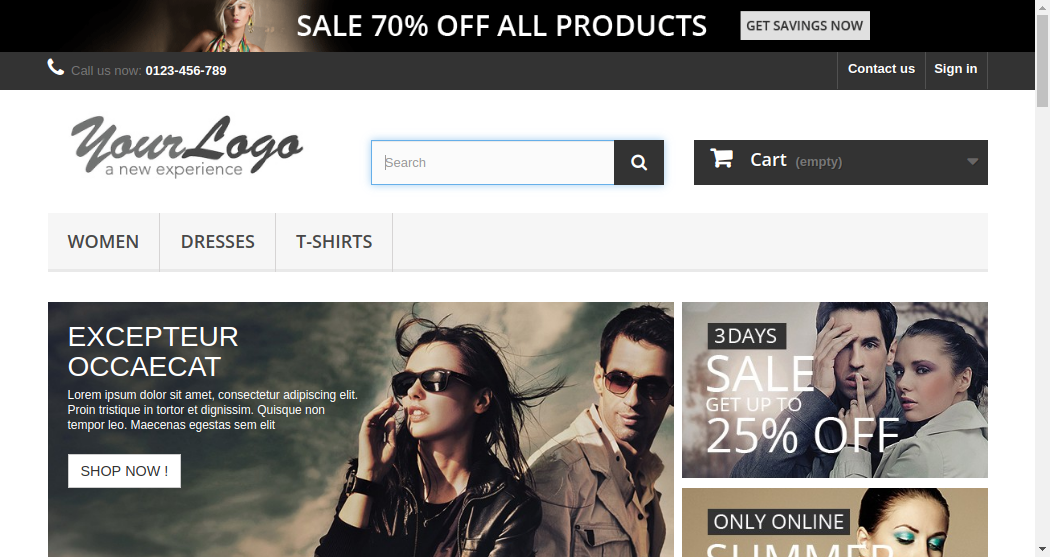 SALE 70% OFF ALL PRODUCTS
GET SAVINGS NOW
Call us now: 0123-456-789
Contact us
Sign in
YourLogo
a new experience
Search
Cart (empty)
WOMEN
DRESSES
T-SHIRTS
EXCEPTEUR
OCCAECAT
Lorem ipsum dolor sit amet, consectetur adipiscing elit.
Proin tristique in tortor et dignissim. Quisque non
tempor leo. Maecenas egestas sem elit
SHOP NOW !
3 DAYS
SALE
GET UP TO
25% OFF
ONLY ONLINE
SUMMER